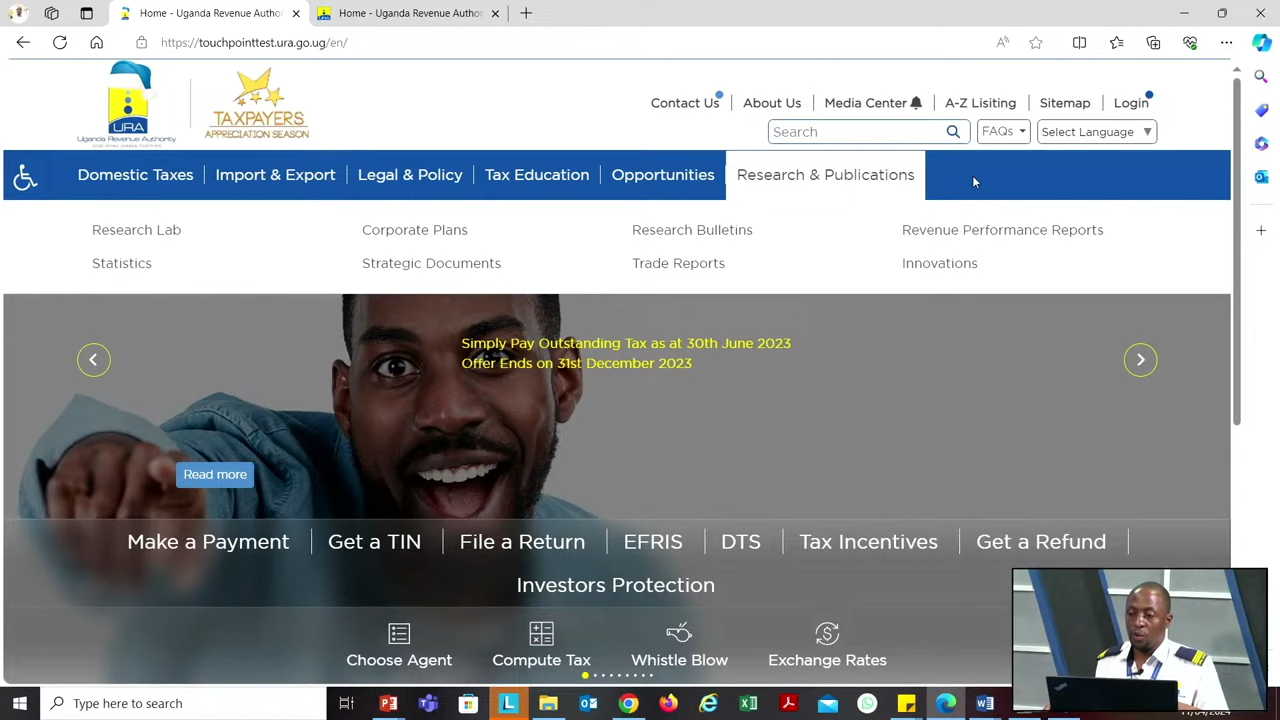 Home - Uganda Revenue Autho
Home - Uganda Revenue Autho
https://touchpointtest.ura.go.ug/en/
URA
Uganda Revenue Authority
DEVELOPING UGANDA TOGETHER
TAXPAYERS
APPRECIATION SEASON
Contact Us
About Us
Media Center
A-Z Lisiting
Sitemap
Login
Search
FAQs
Select Language
Domestic Taxes
Import & Export
Legal & Policy
Tax Education
Opportunities
Research & Publications
Research Lab
Corporate Plans
Research Bulletins
Revenue Performance Reports
Statistics
Strategic Documents
Trade Reports
Innovations
Simply Pay Outstanding Tax as at 30th June 2023
Offer Ends on 31st December 2023
Read more
Make a Payment
Get a TIN
File a Return
EFRIS
DTS
Tax Incentives
Get a Refund
Investors Protection
Choose Agent
Compute Tax
Whistle Blow
Exchange Rates
Type here to search